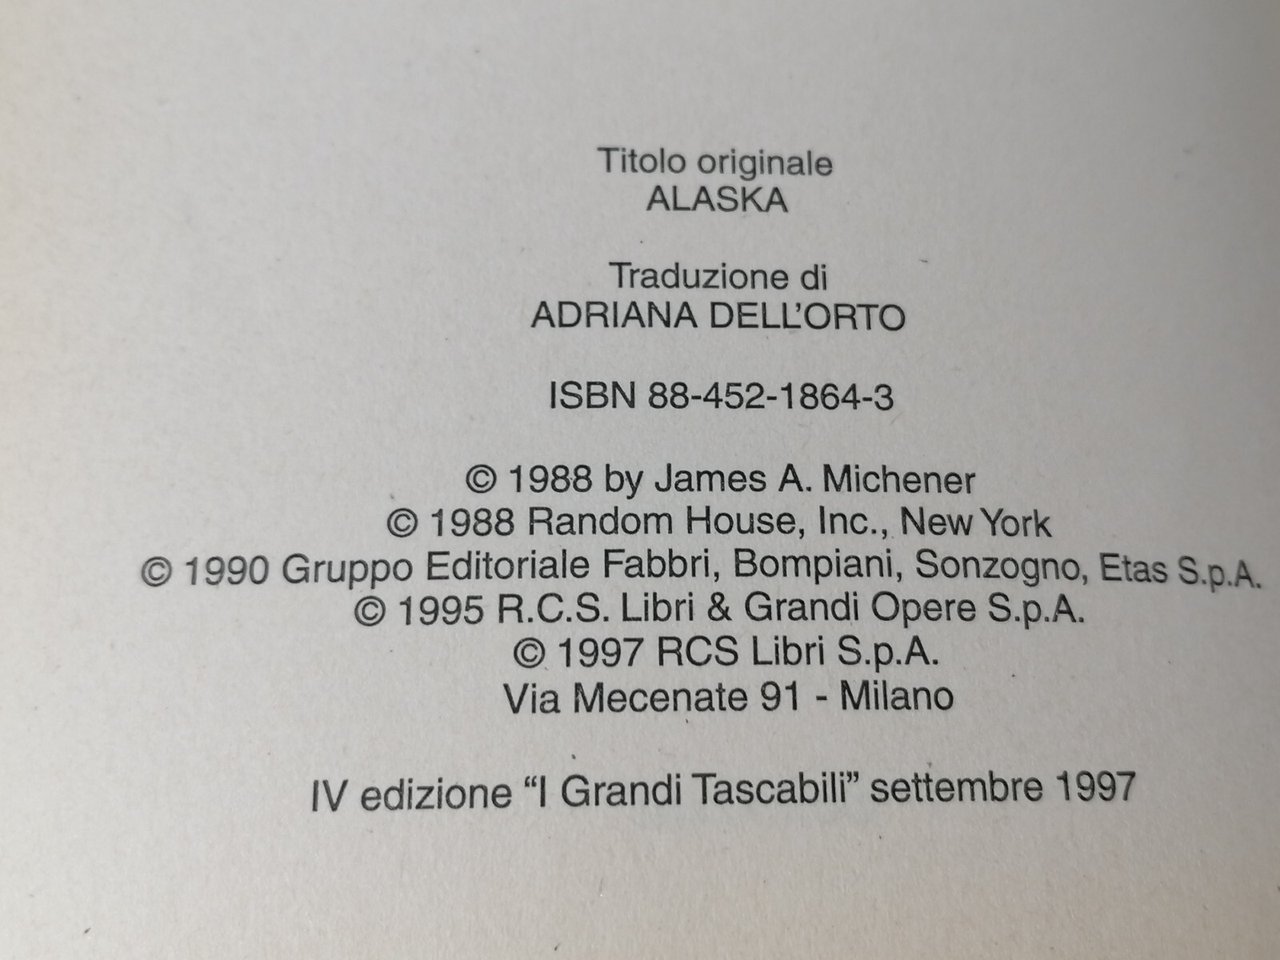 Titolo originale
ALASKA
Traduzione di
ADRIANA DELL'ORTO
ISBN 88-452-1864-3
© 1988 by James A. Michener
© 1988 Random House, Inc., New York
© 1990 Gruppo Editoriale Fabbri, Bompiani, Sonzogno, Etas S.p.A.
© 1995 R.C.S. Libri & Grandi Opere S.p.A.
© 1997 RCS Libri S.p.A.
Via Mecenate 91 - Milano
IV edizione “I Grandi Tascabili” settembre 1997